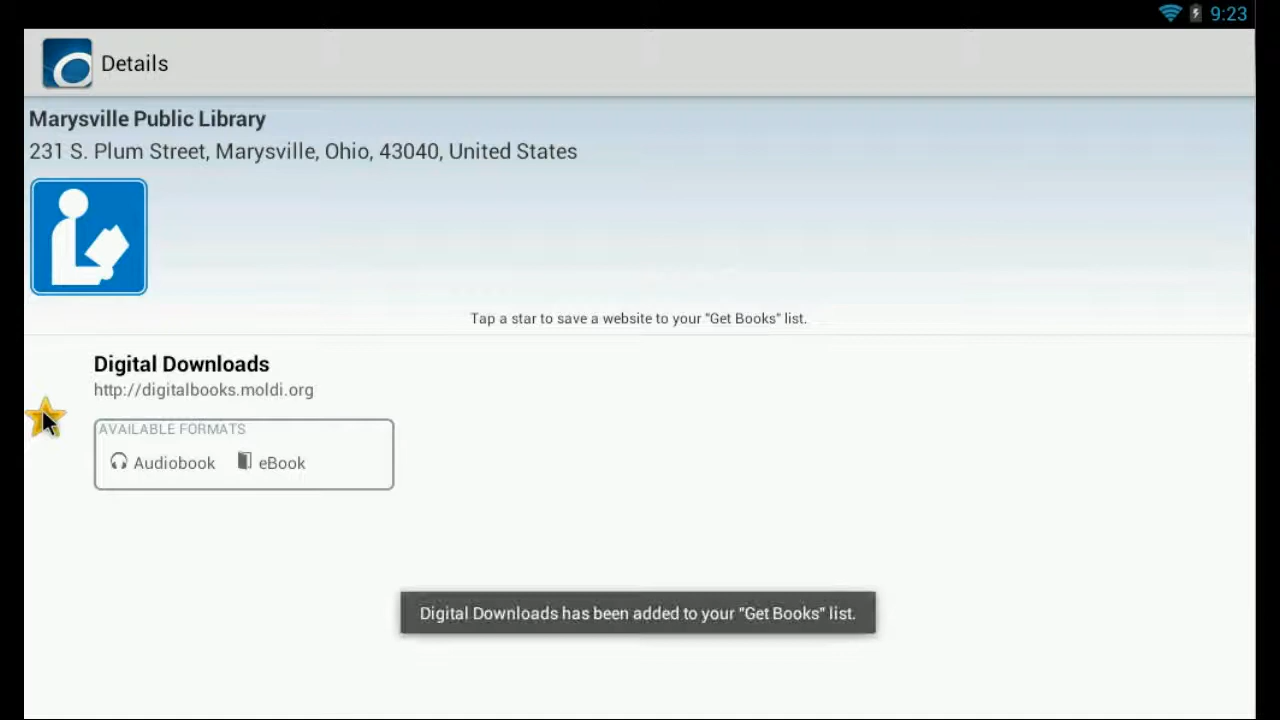 9:23
Details
Marysville Public Library
231 S. Plum Street, Marysville, Ohio, 43040, United States
Tap a star to save a website to your "Get Books" list.
Digital Downloads
http://digitalbooks.moldi.org
AVAILABLE FORMATS
Audiobook eBook
Digital Downloads has been added to your "Get Books" list.